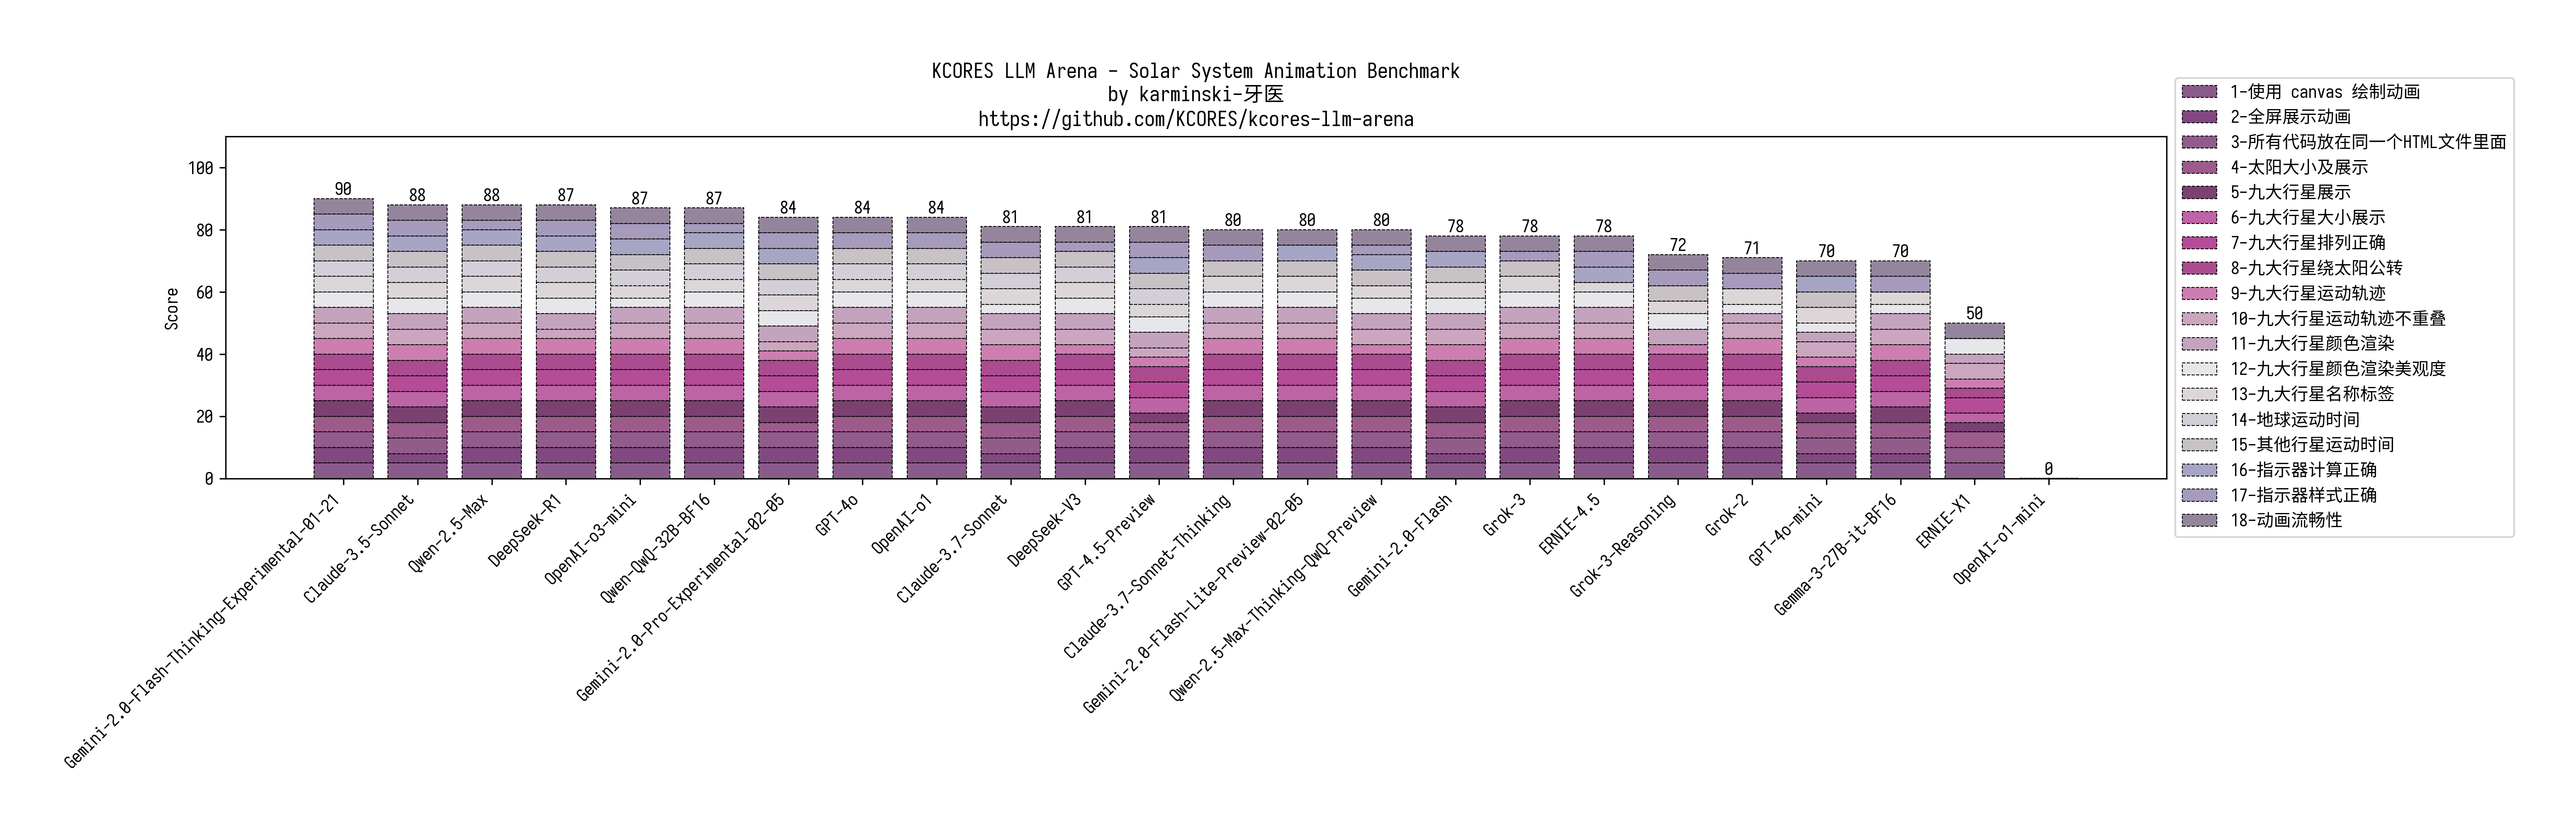 KCORES LLM Arena - Solar System Animation Benchmark
by karminski-牙医
https://github.com/KCORES/kcores-llm-arena
Score
100
80
60
40
20
0
90
88
88
87
87
87
84
84
84
81
81
81
80
80
80
78
78
78
72
71
70
70
50
0
Gemini-2.0-Flash-Thinking-Experimental-01-21
Claude-3.5-Sonnet
Qwen-2.5-Max
DeepSeek-R1
OpenAI-o3-mini
Qwen-QwQ-32B-BF16
Gemini-2.0-Pro-Experimental-02-05
GPT-4o
OpenAI-o1
Claude-3.7-Sonnet
DeepSeek-V3
GPT-4.5-Preview
Claude-3.7-Sonnet-Thinking
Gemini-2.0-Flash-Lite-Preview-02-05
Qwen-2.5-Max-Thinking-QwQ-Preview
Gemini-2.0-Flash
Grok-3
ERNIE-4.5
Grok-3-Reasoning
Grok-2
GPT-4o-mini
Gemma-3-27B-it-BF16
ERNIE-X1
OpenAI-o1-mini
1-使用 canvas 绘制动画
2-全屏展示动画
3-所有代码放在同一个HTML文件里面
4-太阳大小及展示
5-九大行星展示
6-九大行星大小展示
7-九大行星排列正确
8-九大行星绕太阳公转
9-九大行星运动轨迹
10-九大行星运动轨迹不重叠
11-九大行星颜色渲染
12-九大行星颜色渲染美观度
13-九大行星名称标签
14-地球运动时间
15-其他行星运动时间
16-指示器计算正确
17-指示器样式正确
18-动画流畅性